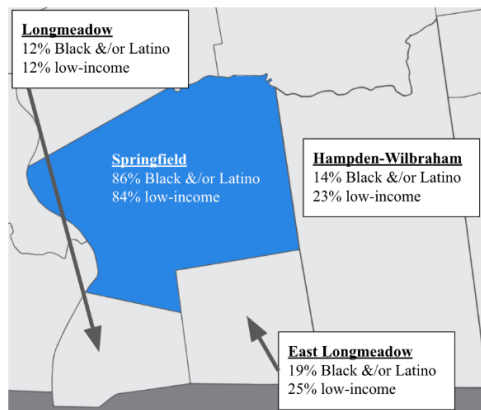 Longmeadow
12% Black &/or Latino
12% low-income
Springfield
86% Black &/or Latino
84% low-income
Hampden-Wilbraham
14% Black &/or Latino
23% low-income
East Longmeadow
19% Black &/or Latino
25% low-income